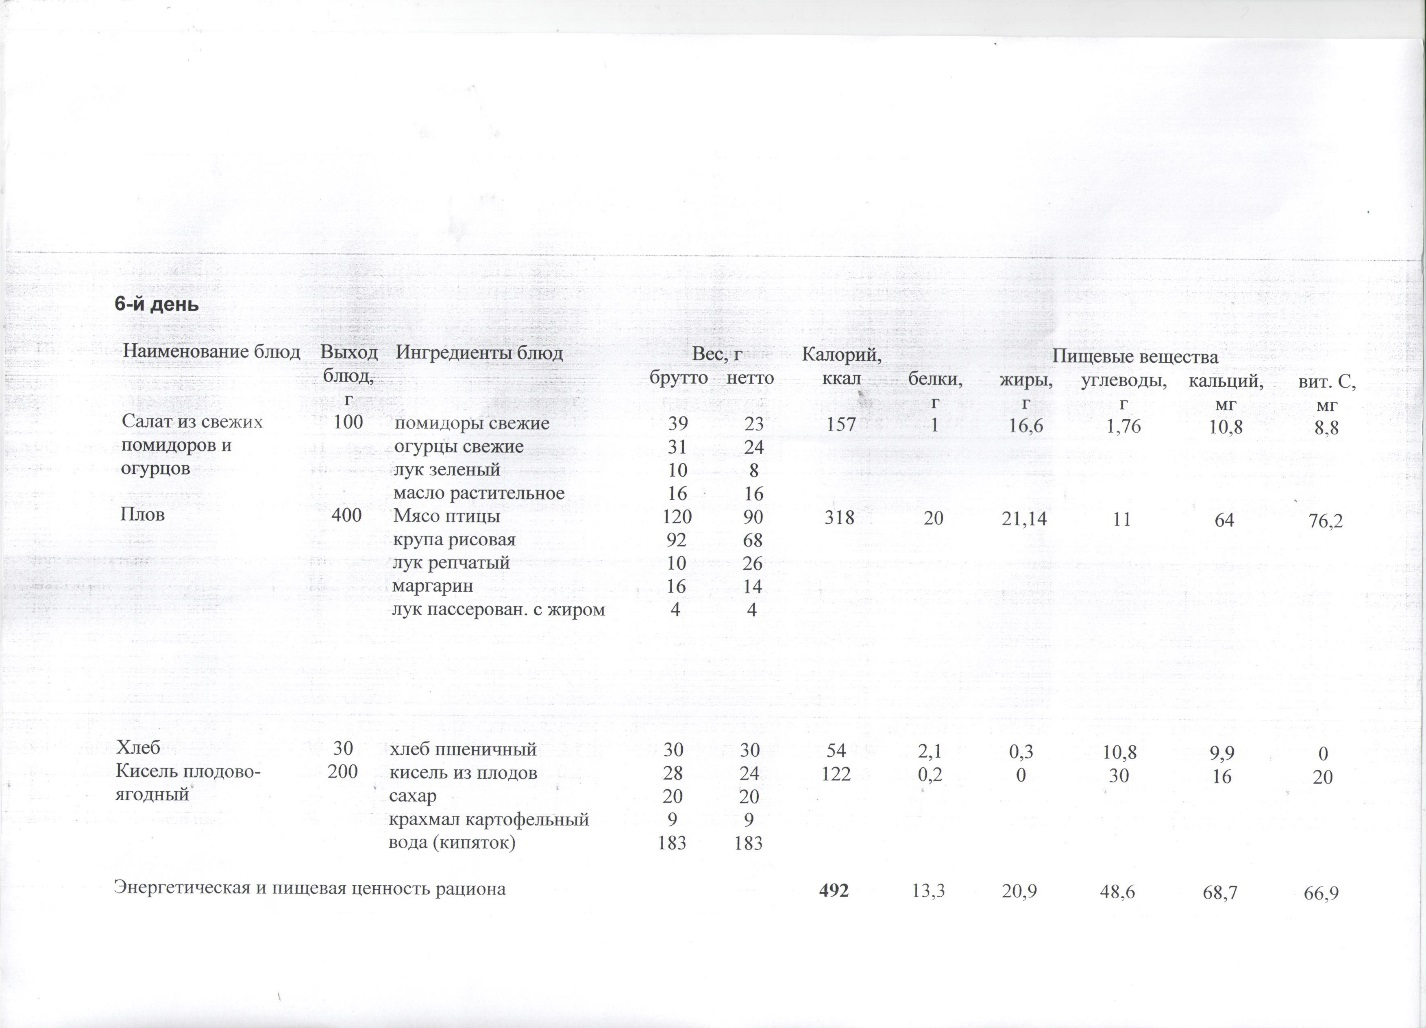 6-й день
Наименование блюд Выход Ингредиенты блюд Вес, г Калорий, Пищевые вещества
блюд, брутто нетто ккал белки, жиры, углеводы, кальций, вит. С,
г г г г мг мг
Салат из свежих 100 помидоры свежие 39 23 157 1 16,6 1,76 10,8 8,8
помидоров и огурцы свежие 31 24
огурцов лук зеленый 10 8
масло растительное 16 16
Плов 400 Мясо птицы 120 90 318 20 21,14 11 64 76,2
крупа рисовая 92 68
лук репчатый 10 26
маргарин 16 14
лук пассерован. с жиром 4 4
Хлеб 30 хлеб пшеничный 30 30 54 2,1 0,3 10,8 9,9 0
Кисель плодово- 200 кисель из плодов 28 24 122 0,2 0 30 16 20
ягодный сахар 20 20
крахмал картофельный 9 9
вода (кипяток) 183 183
Энергетическая и пищевая ценность рациона 492 13,3 20,9 48,6 68,7 66,9